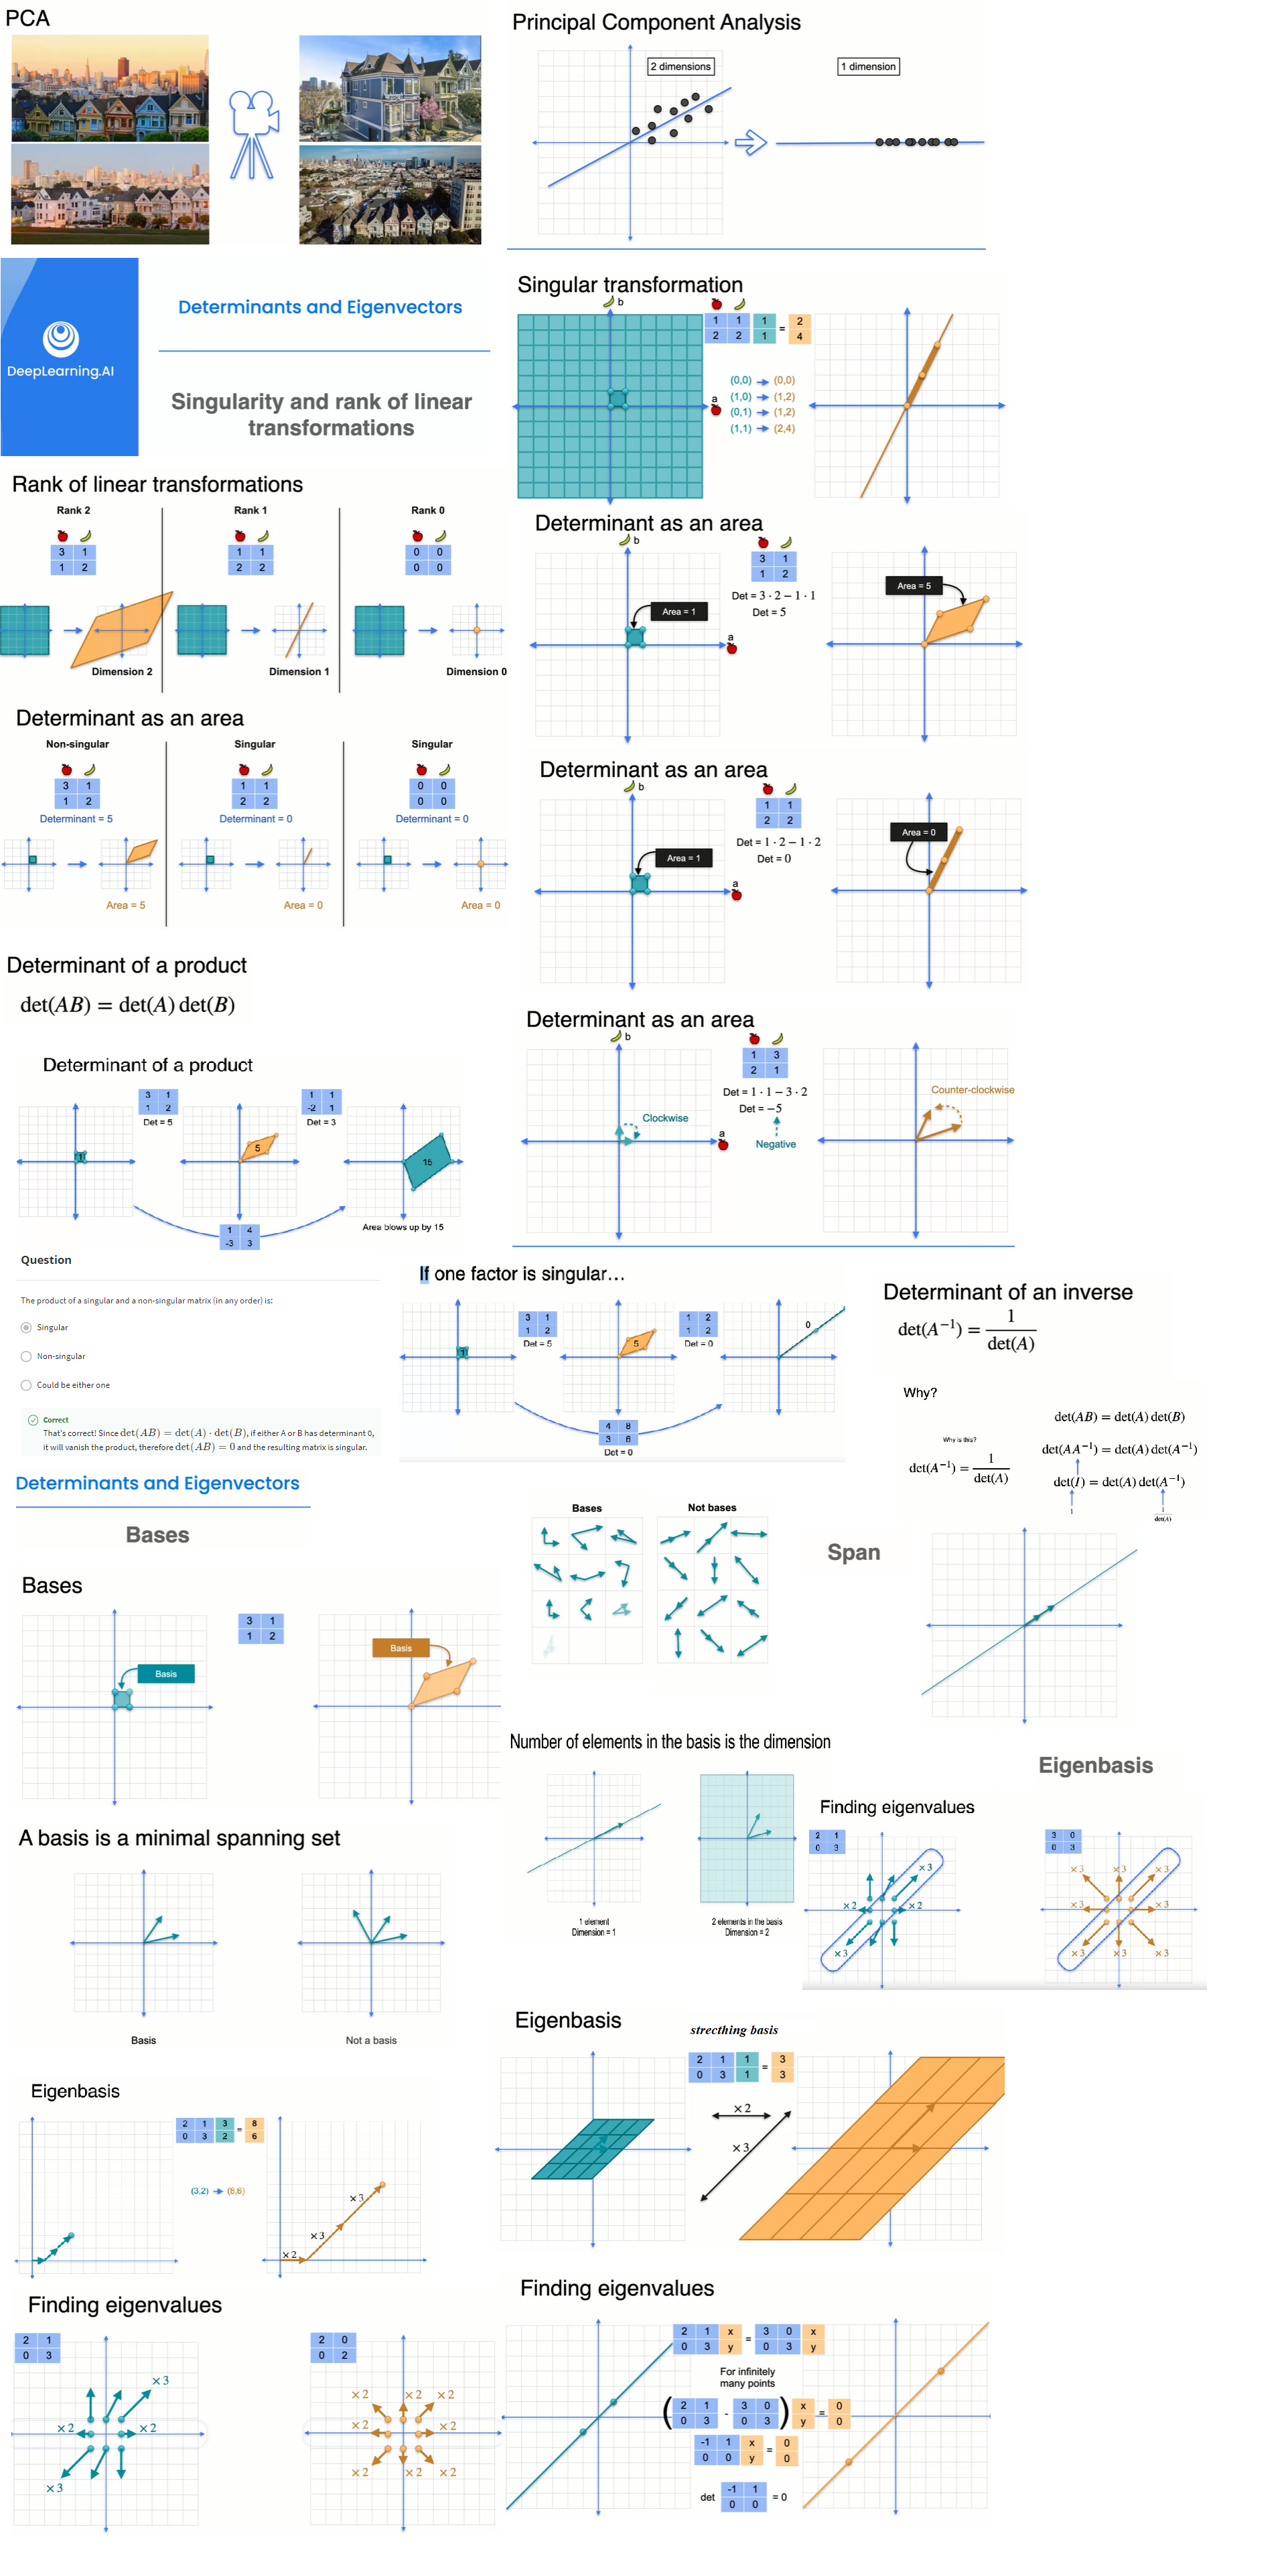 PCA
Principal Component Analysis
2 dimensions
1 dimension
DeepLearning.AI
Determinants and Eigenvectors
Singularity and rank of linear
transformations
Singular transformation
b
1 1 1 = 2
2 2 1 4
(0,0) (0,0)
(1,0) (1,2)
(0,1) (1,2)
(1,1) (2,4)
a
Rank of linear transformations
Rank 2
Rank 1
Rank 0
3 1
1 2
1 1
2 2
0 0
0 0
Dimension 2
Dimension 1
Dimension 0
Determinant as an area
b
3 1
1 2
Det = 3 · 2 − 1 · 1
Det = 5
Area = 1
a
Area = 5
Determinant as an area
Non-singular
Singular
Singular
3 1
1 2
1 1
2 2
0 0
0 0
Determinant = 5
Determinant = 0
Determinant = 0
Area = 5
Area = 0
Area = 0
Determinant as an area
b
1 1
2 2
Det = 1 · 2 − 1 · 2
Det = 0
Area = 1
a
Area = 0
Determinant of a product
det(AB) = det(A) det(B)
Determinant as an area
b
1 3
2 1
Det = 1 · 1 − 3 · 2
Det = −5
Negative
Clockwise
a
Counter-clockwise
Determinant of a product
3 1
1 2
Det = 5
1 1
-2 1
Det = 3
1
5
15
1 4
-3 3
Area blows up by 15
Question
The product of a singular and a non-singular matrix (in any order) is:
Singular
Non-singular
Could be either one
Correct
That's correct! Since det(AB) = det(A) · det(B), if either A or B has determinant 0,
it will vanish the product, therefore det(AB) = 0 and the resulting matrix is singular.
If one factor is singular...
3 1
1 2
Det = 5
1 2
1 2
Det = 0
1
5
0
4 8
3 6
Det = 0
Determinant of an inverse
det(A⁻¹) = 1/det(A)
Why?
det(AB) = det(A) det(B)
Why is this?
det(A⁻¹) = 1/det(A)
det(AA⁻¹) = det(A) det(A⁻¹)
det(I) = det(A) det(A⁻¹)
1
1/det(A)
Determinants and Eigenvectors
Bases
Bases
Not bases
Span
Bases
3 1
1 2
Basis
Basis
Number of elements in the basis is the dimension
1 element
Dimension = 1
2 elements in the basis
Dimension = 2
Eigenbasis
Finding eigenvalues
2 1
0 3
×3
×2
×2
×3
3 0
0 3
×3 ×3 ×3
×3 ×3
×3 ×3 ×3
A basis is a minimal spanning set
Basis
Not a basis
Eigenbasis
strecthing basis
2 1 1 = 3
0 3 1 3
×2
×3
Eigenbasis
2 1 3 = 8
0 3 2 6
(3,2) (8,6)
×2
×3
×3
Finding eigenvalues
2 1
0 3
×3
×2
×2
×3
2 0
0 2
×2 ×2 ×2
×2 ×2
×2 ×2 ×2
Finding eigenvalues
2 1 x = 3 0 x
0 3 y 0 3 y
For infinitely
many points
( 2 1 - 3 0 ) x = 0
0 3 0 3 y 0
-1 1 x = 0
0 0 y 0
det -1 1 = 0
0 0